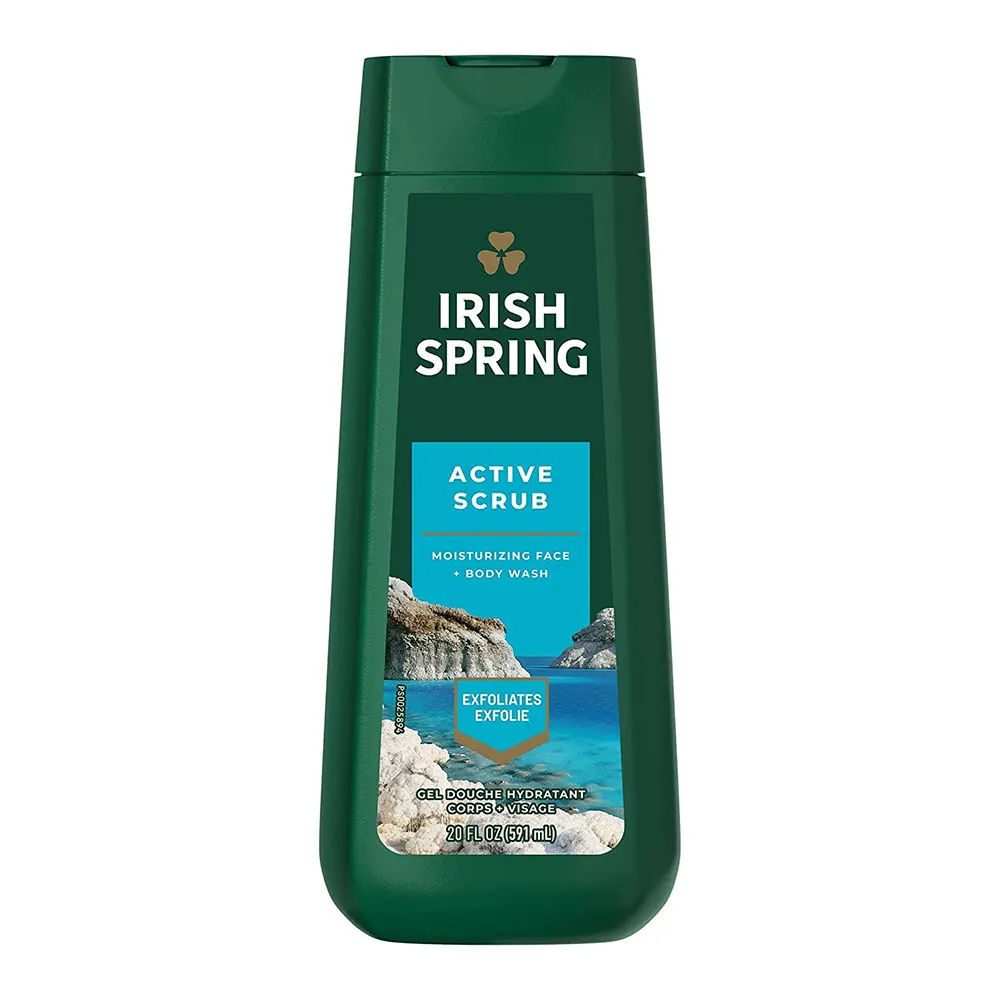 IRISH
SPRING
ACTIVE
SCRUB
MOISTURIZING FACE
+ BODY WASH
EXFOLIATES
EXFOLIE
PS0025894
GEL DOUCHE HYDRATANT
CORPS + VISAGE
20 FL OZ (591 mL)